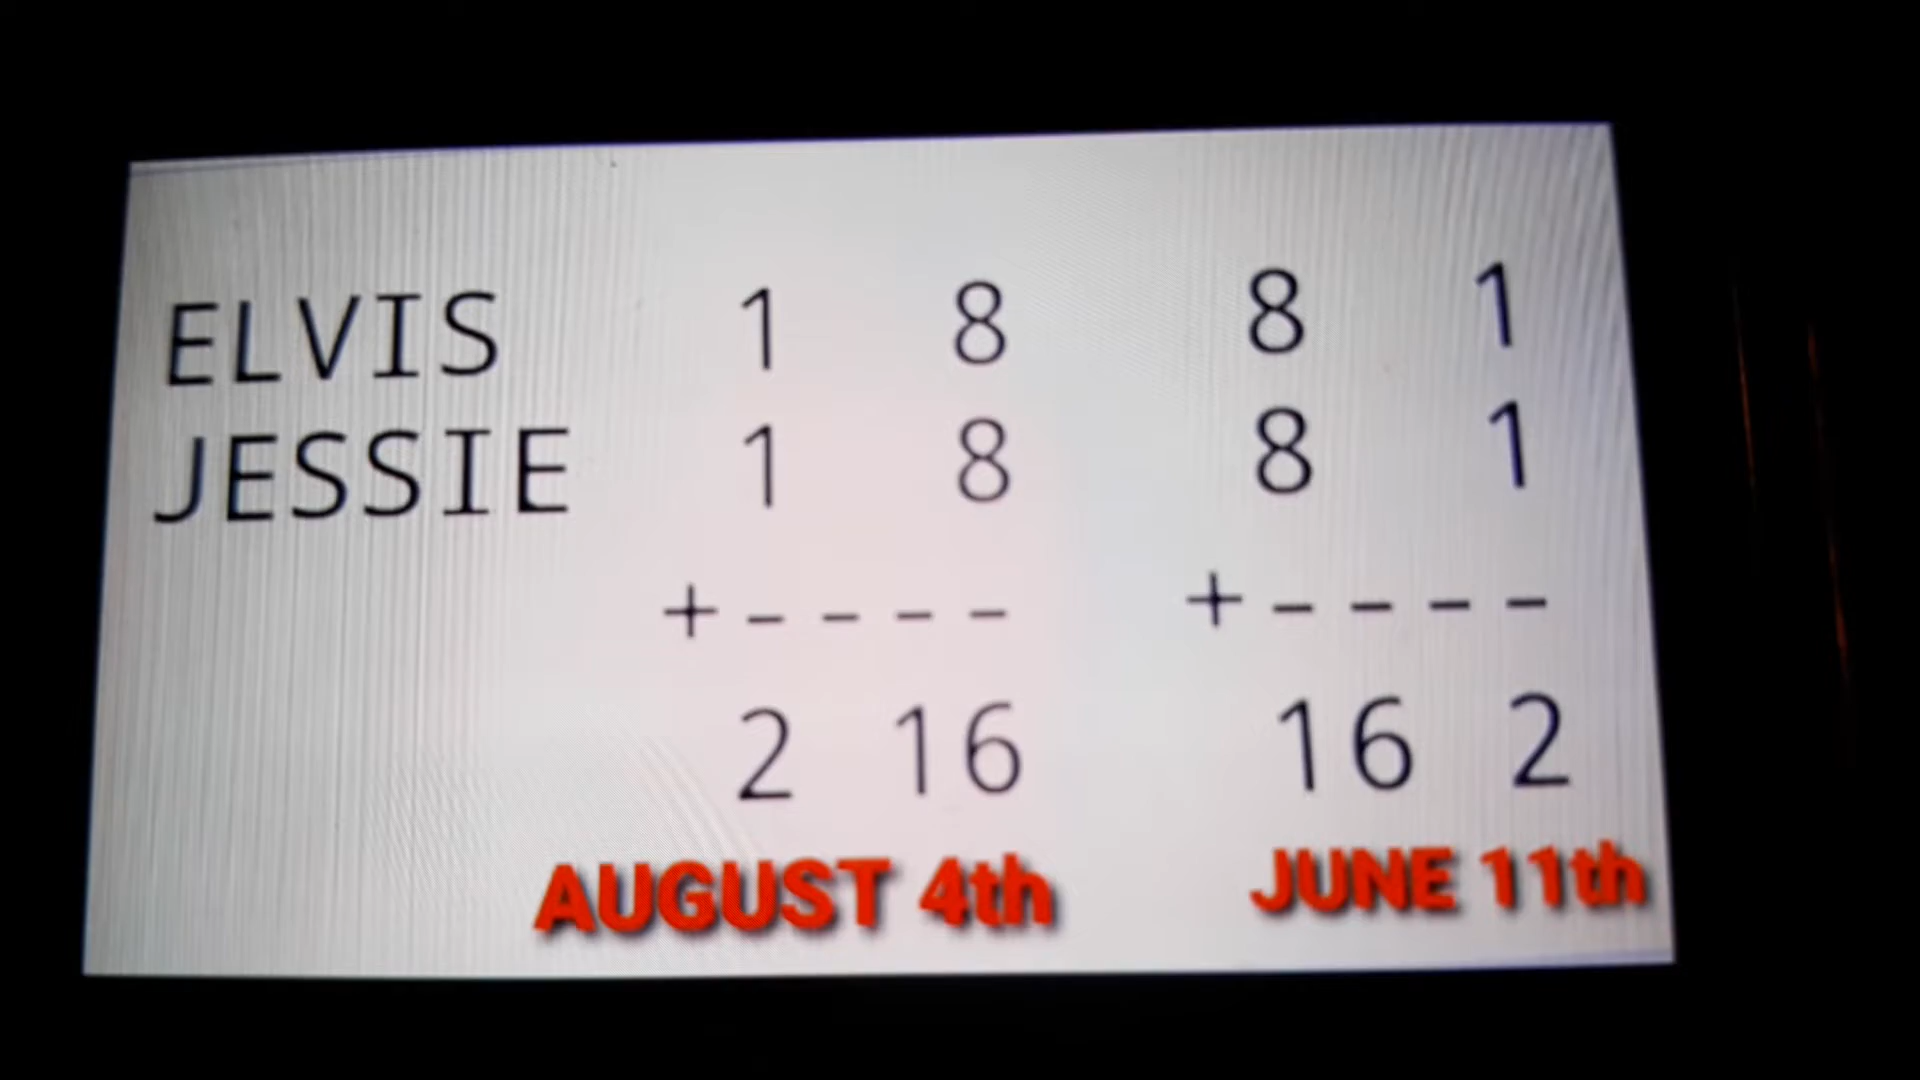 ELVIS 1 8 8 1
JESSIE 1 8 8 1
+ - - - - + - - - -
2 16 16 2
AUGUST 4th JUNE 11th